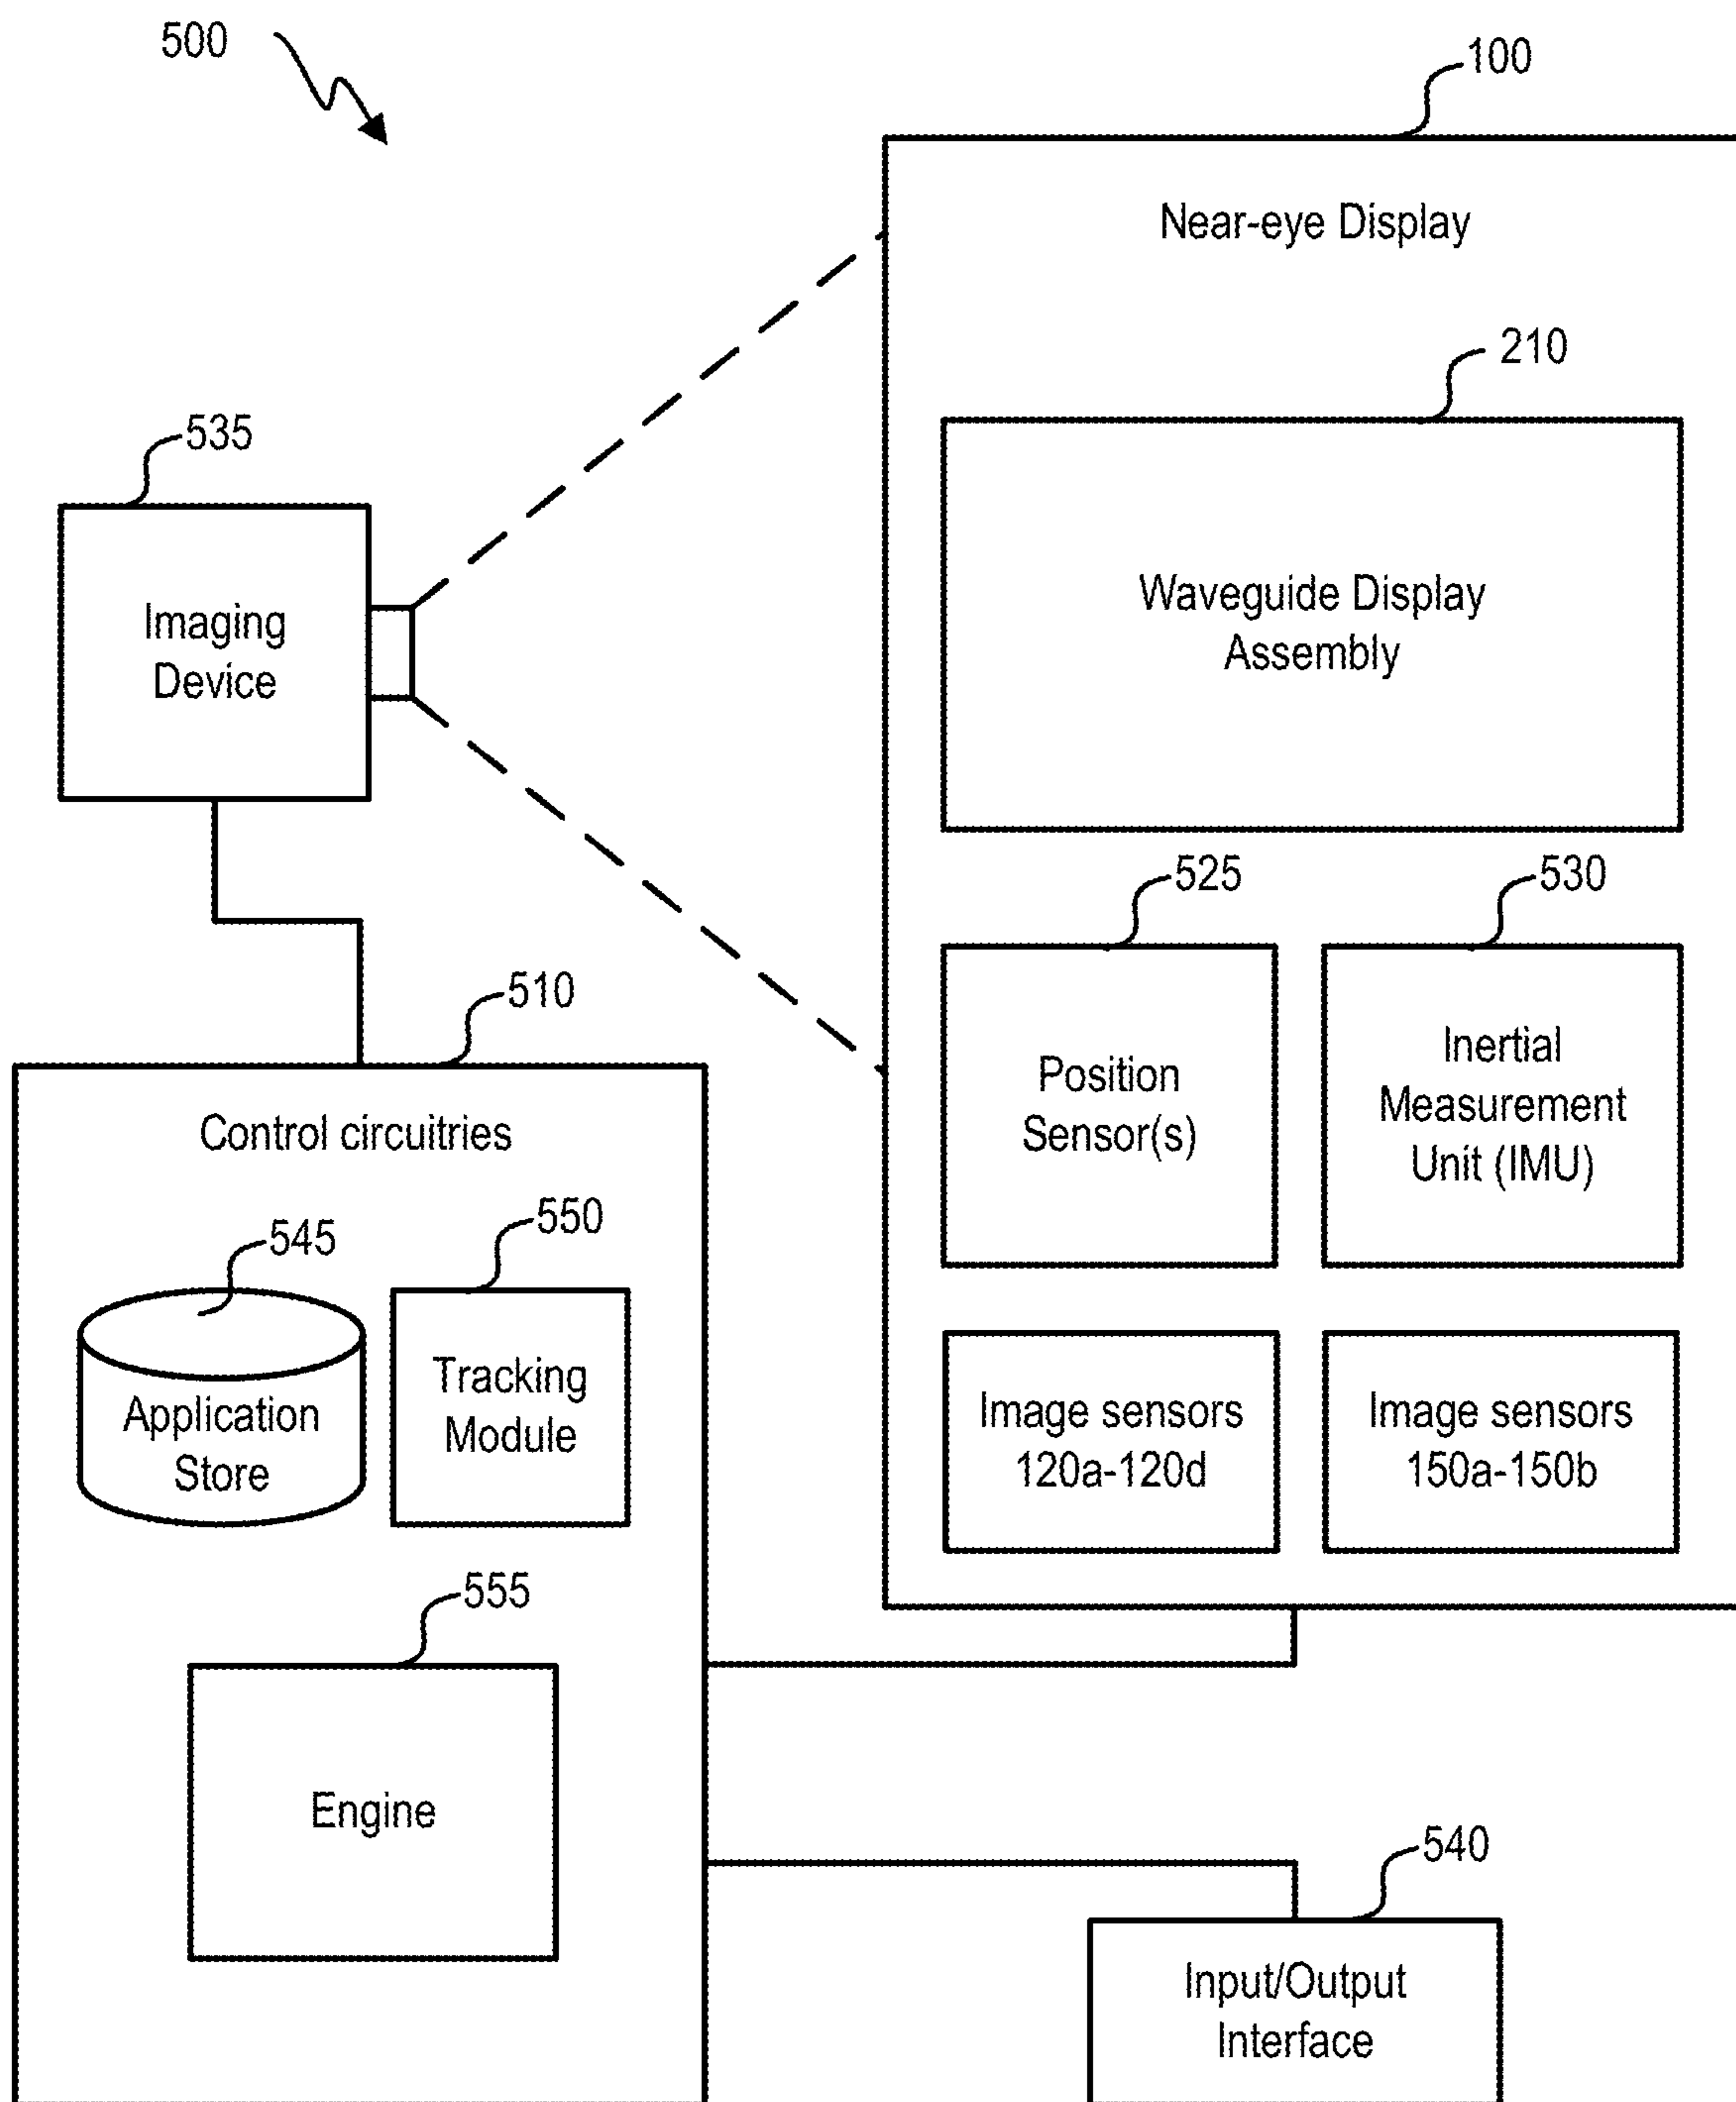 500
100
Near-eye Display
210
Waveguide Display
Assembly
535
Imaging
Device
525
530
Position
Sensor(s)
Inertial
Measurement
Unit (IMU)
510
Control circuitries
545
550
Application
Store
Tracking
Module
Image sensors
120a-120d
Image sensors
150a-150b
555
Engine
540
Input/Output
Interface